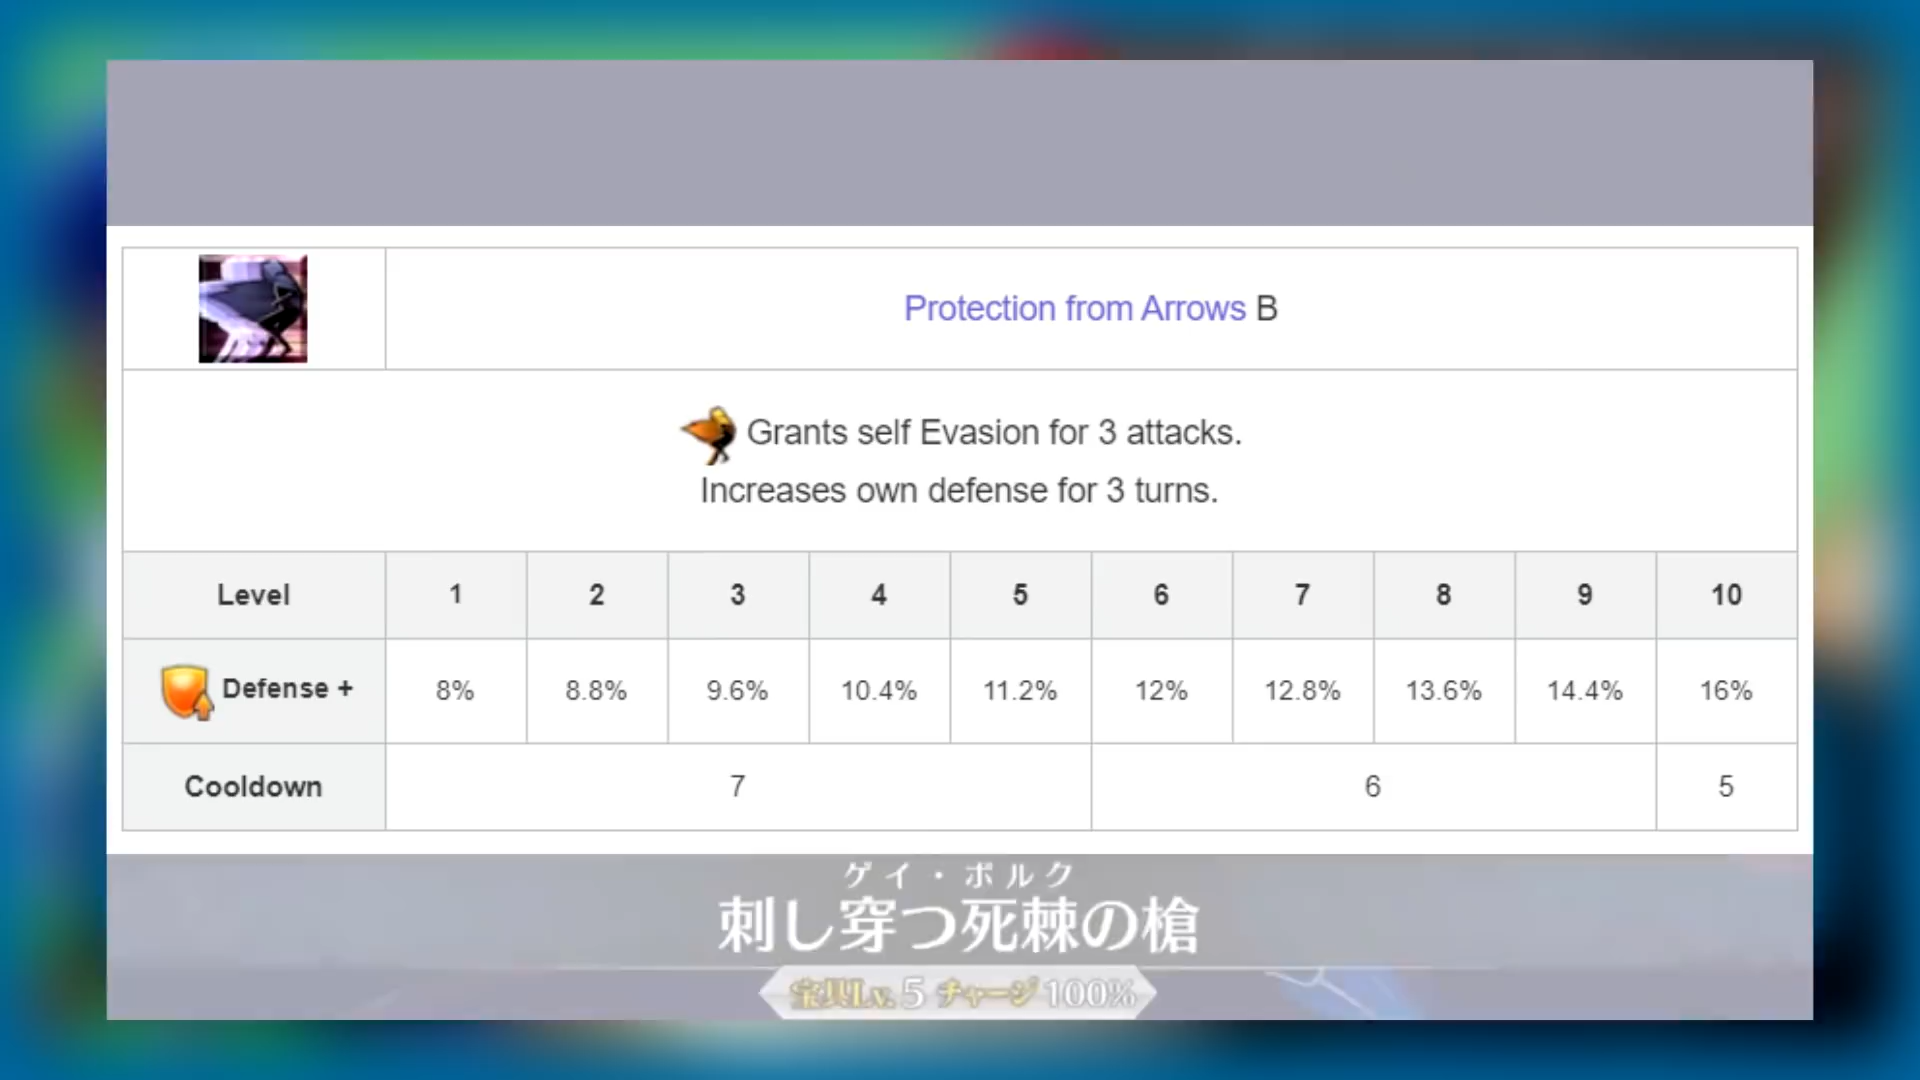 Protection from Arrows B
Grants self Evasion for 3 attacks.
Increases own defense for 3 turns.
Level 1 2 3 4 5 6 7 8 9 10
Defense + 8% 8.8% 9.6% 10.4% 11.2% 12% 12.8% 13.6% 14.4% 16%
Cooldown 7 6 5
ゲイ・ボルク
刺し穿つ死棘の槍
宝具Lv.5 チャージ100%